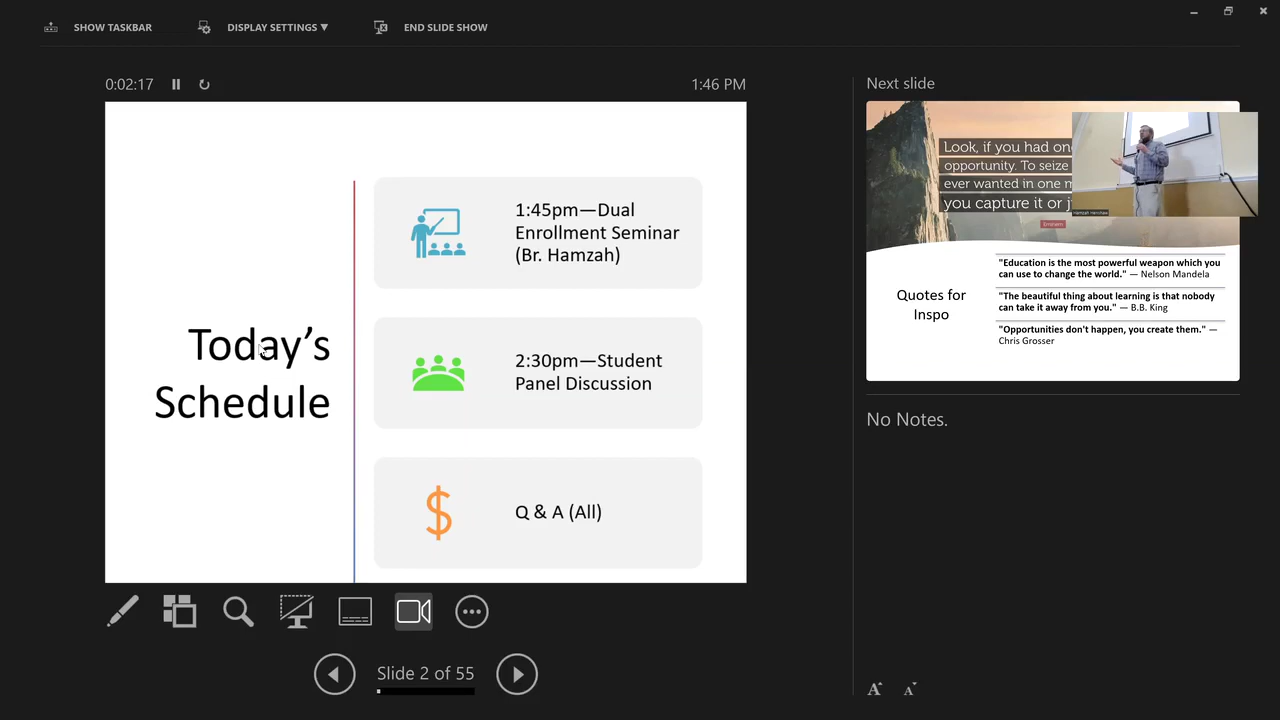 SHOW TASKBAR
DISPLAY SETTINGS ▼
END SLIDE SHOW
0:02:17
1:46 PM
Today's
Schedule
1:45pm—Dual
Enrollment Seminar
(Br. Hamzah)
2:30pm—Student
Panel Discussion
$
Q & A (All)
Slide 2 of 55
Next slide
Look, if you had one
opportunity. To seize
ever wanted in one m
you capture it or ju
Eminem
Quotes for
Inspo
"Education is the most powerful weapon which you
can use to change the world." — Nelson Mandela
"The beautiful thing about learning is that nobody
can take it away from you." — B.B. King
"Opportunities don't happen, you create them." —
Chris Grosser
No Notes.
A A